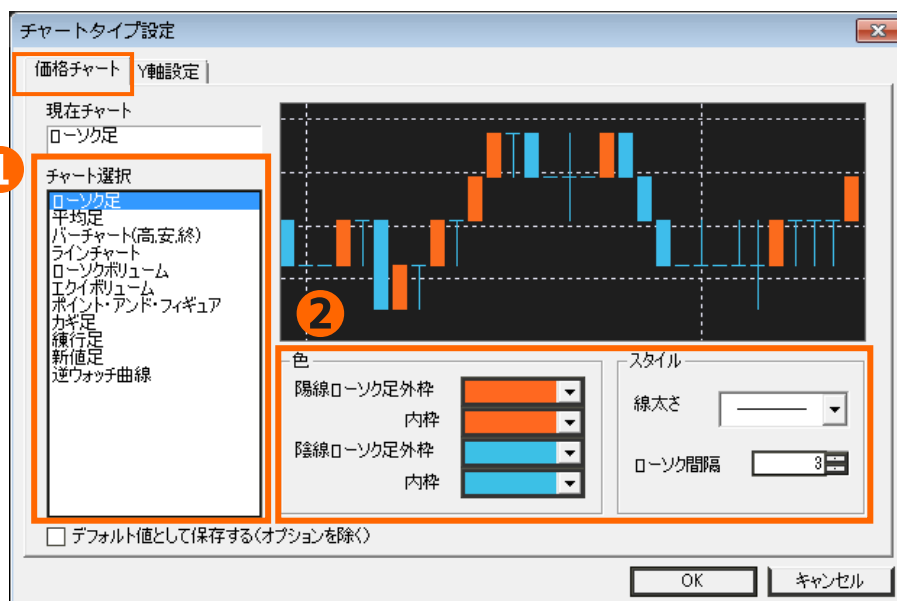 チャートタイプ設定
価格チャート Y軸設定
現在チャート
ローソク足
1
チャート選択
ローソク足
平均足
バーチャート(高,安,終)
ラインチャート
ローソクボリューム
エクイボリューム
ポイント・アンド・フィギュア
カギ足
練行足
新値足
逆ウォッチ曲線
2
色
陽線ローソク足外枠
内枠
陰線ローソク足外枠
内枠
スタイル
線太さ
ローソク間隔 3
デフォルト値として保存する(オプションを除く)
OK キャンセル